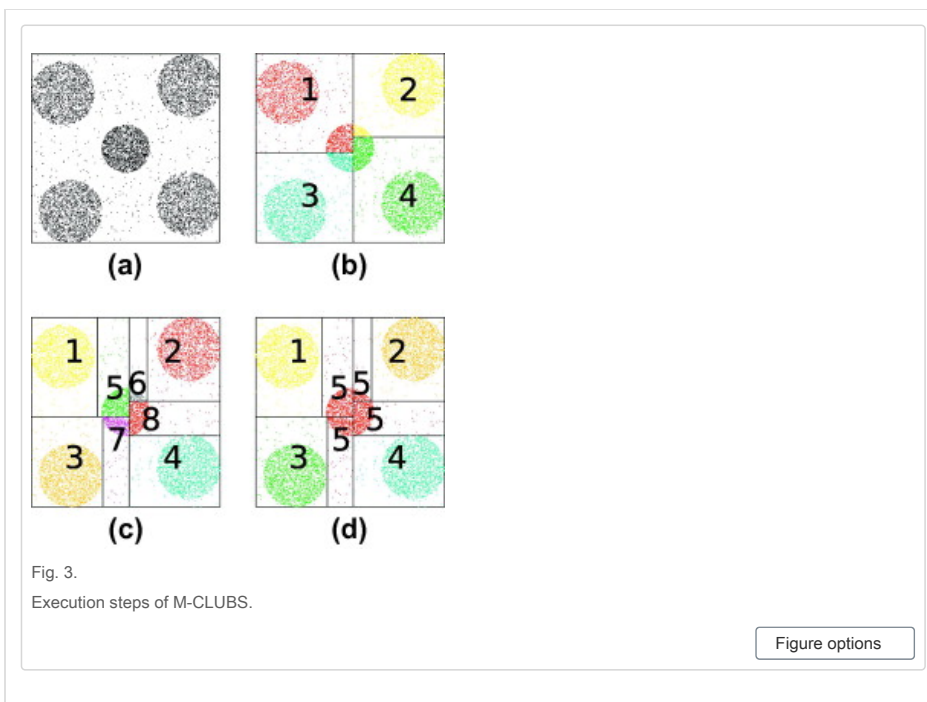 (a)
1 2
3 4
(b)
1 2
5 6
8
7
3 4
(c)
1 2
5 5
5
5
3 4
(d)
Fig. 3.
Execution steps of M-CLUBS.
Figure options